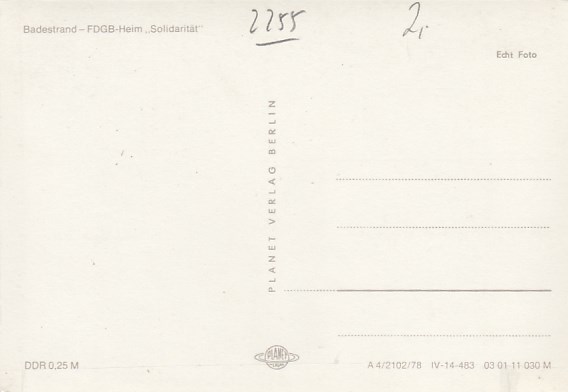 Badestrand – FDGB-Heim „Solidarität"
2255
2,-
Echt Foto
PLANET VERLAG BERLIN
PLANET
DDR 0,25 M
A 4/2102/78 IV-14-483 03 01 11 030 M